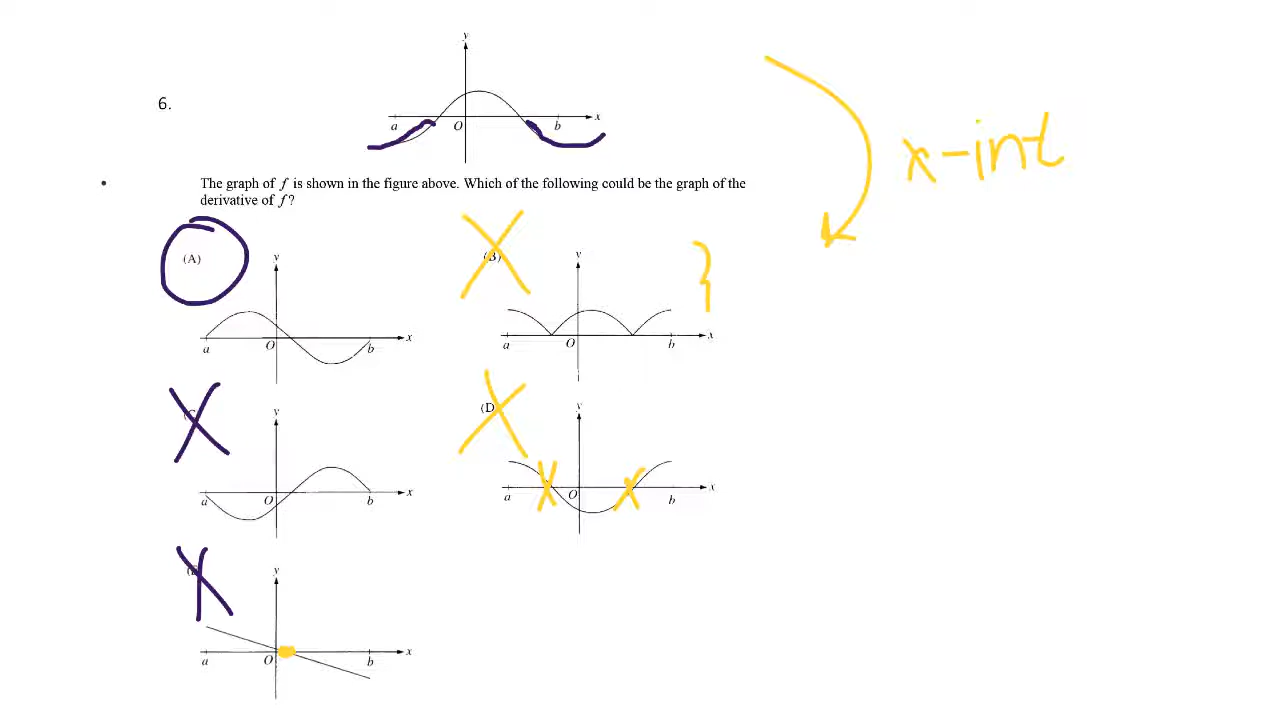 y
6.
a O b x
x-int
The graph of f is shown in the figure above. Which of the following could be the graph of the
derivative of f?
(A) y
a O b x
(B) y
a O b x
y
a O b x
(D) y
a O b x
y
a O b x